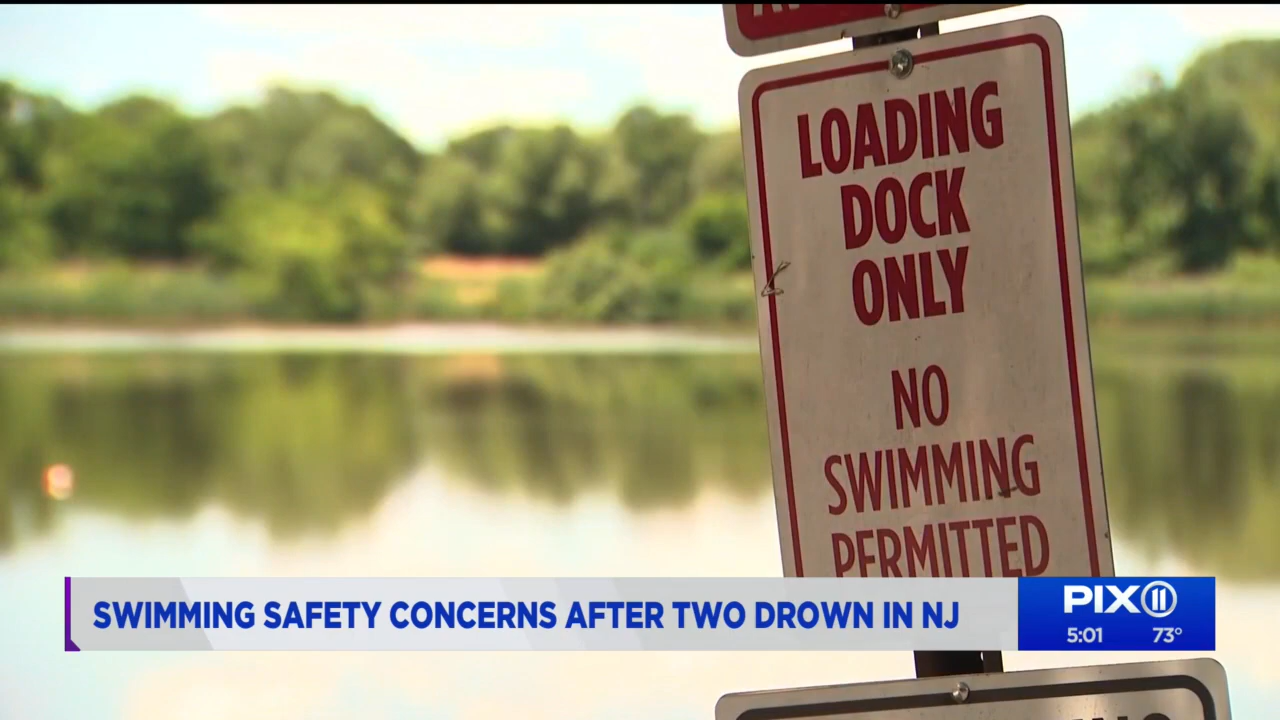 LOADING
DOCK
ONLY
NO
SWIMMING
PERMITTED
SWIMMING SAFETY CONCERNS AFTER TWO DROWN IN NJ
PIX11
5:01 73°